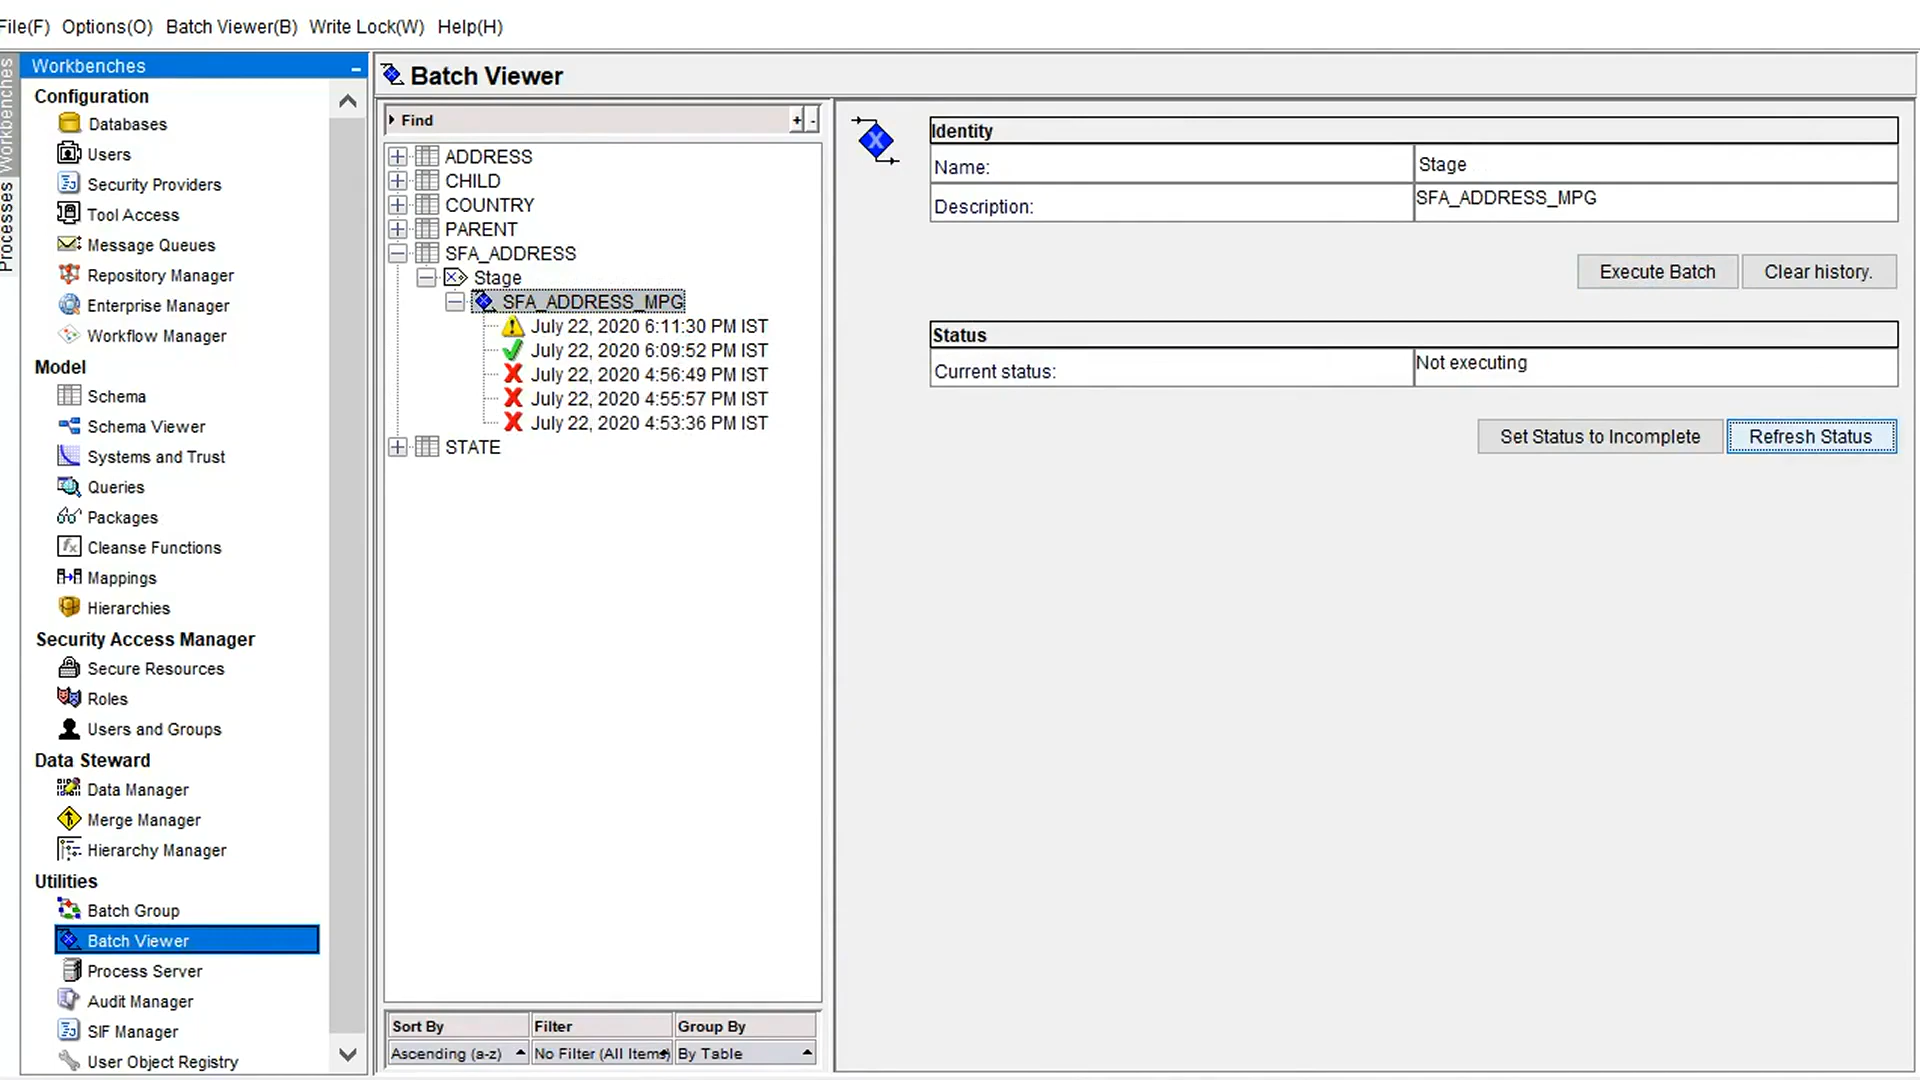 File(F) Options(O) Batch Viewer(B) Write Lock(W) Help(H)
Workbenches
Processes
Workbenches
Configuration
Databases
Users
Security Providers
Tool Access
Message Queues
Repository Manager
Enterprise Manager
Workflow Manager
Model
Schema
Schema Viewer
Systems and Trust
Queries
Packages
Cleanse Functions
Mappings
Hierarchies
Security Access Manager
Secure Resources
Roles
Users and Groups
Data Steward
Data Manager
Merge Manager
Hierarchy Manager
Utilities
Batch Group
Batch Viewer
Process Server
Audit Manager
SIF Manager
User Object Registry
Batch Viewer
Find
+ -
ADDRESS
CHILD
COUNTRY
PARENT
SFA_ADDRESS
Stage
SFA_ADDRESS_MPG
July 22, 2020 6:11:30 PM IST
July 22, 2020 6:09:52 PM IST
July 22, 2020 4:56:49 PM IST
July 22, 2020 4:55:57 PM IST
July 22, 2020 4:53:36 PM IST
STATE
Sort By Filter Group By
Ascending (a-z) No Filter (All Items) By Table
Identity
Name: Stage
Description: SFA_ADDRESS_MPG
Execute Batch Clear history.
Status
Current status: Not executing
Set Status to Incomplete Refresh Status